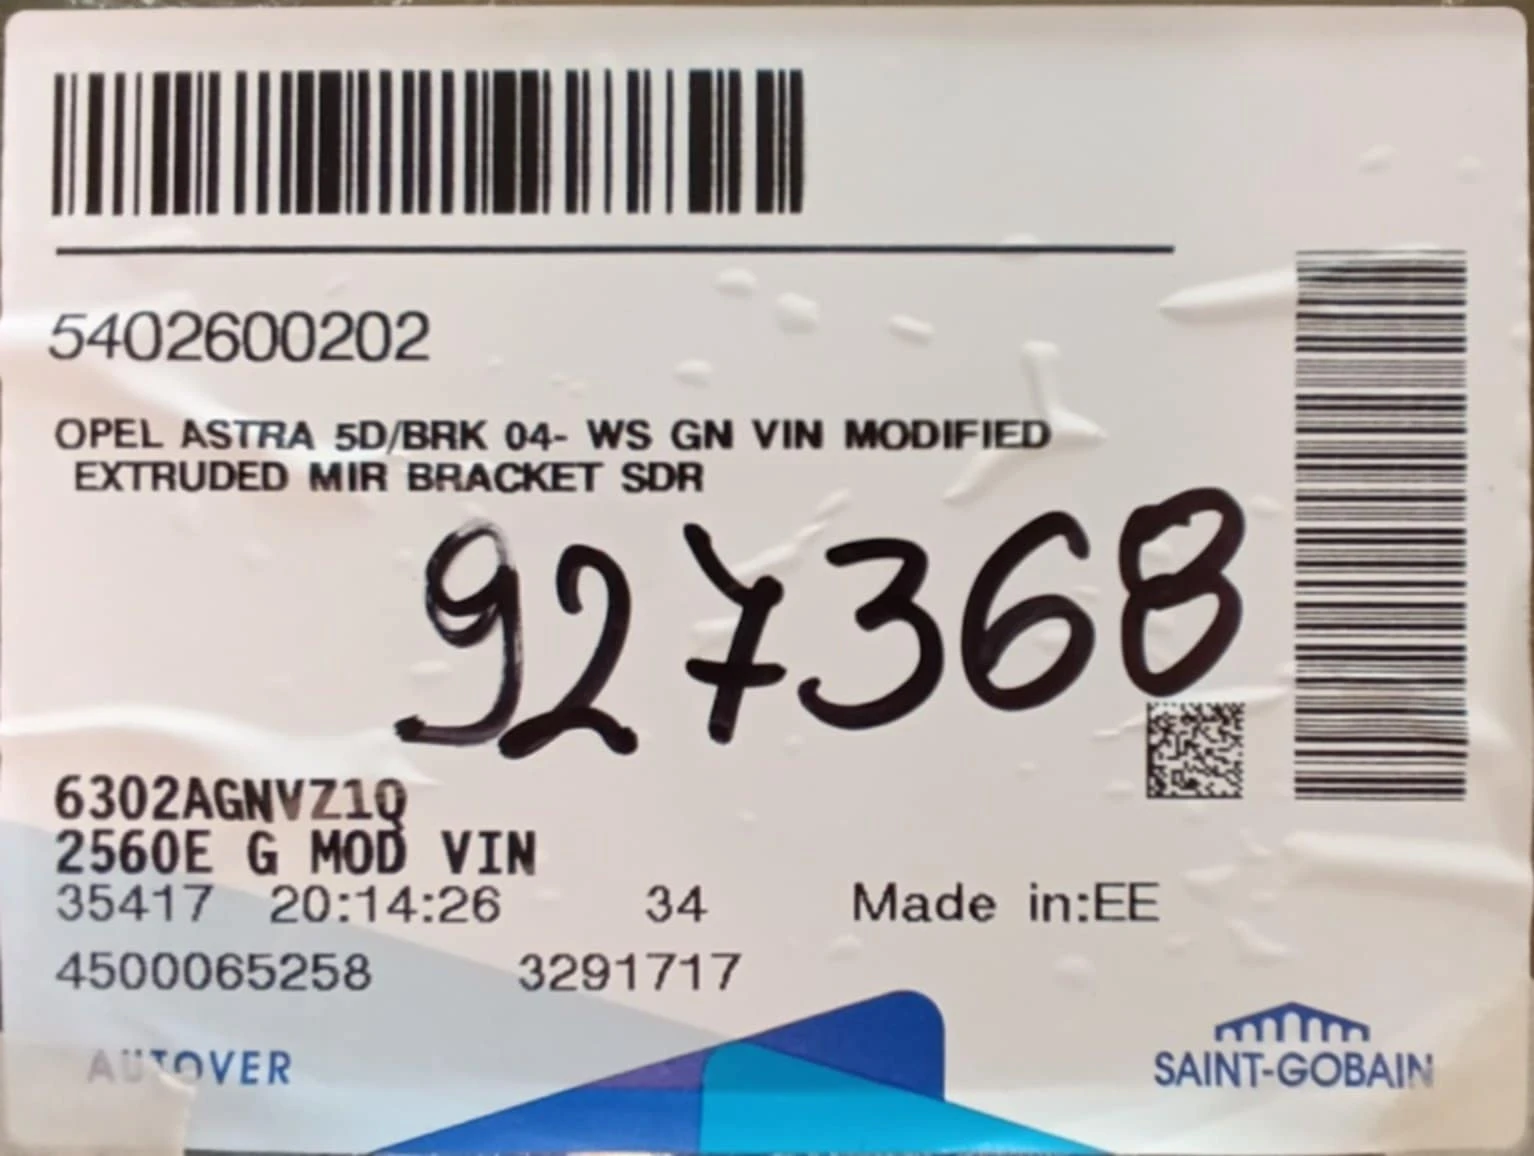 5402600202
OPEL ASTRA 5D/BRK 04- WS GN VIN MODIFIED
EXTRUDED MIR BRACKET SDR
927368
6302AGNVZ1Q
2560E G MOD VIN
35417 20:14:26 34 Made in:EE
4500065258 3291717
AUTOVER
SAINT-GOBAIN